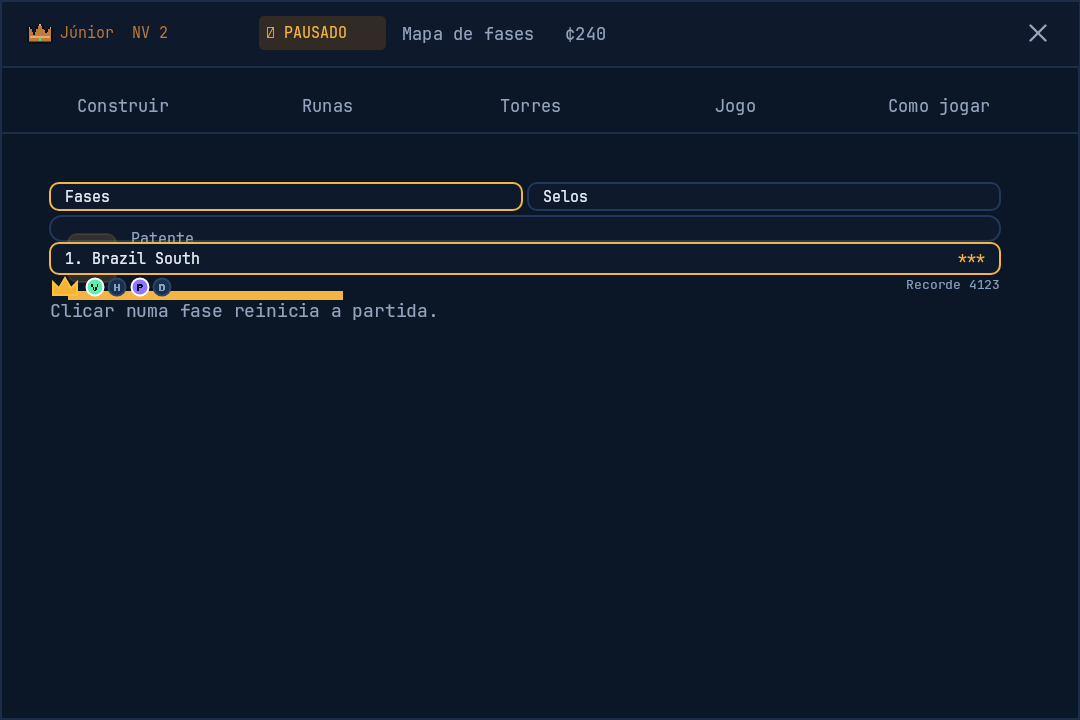 Júnior NV 2 PAUSADO Mapa de fases ₵240
Construir Runas Torres Jogo Como jogar
Fases Selos
Patente
1. Brazil South ***
V H P D Recorde 4123
Clicar numa fase reinicia a partida.